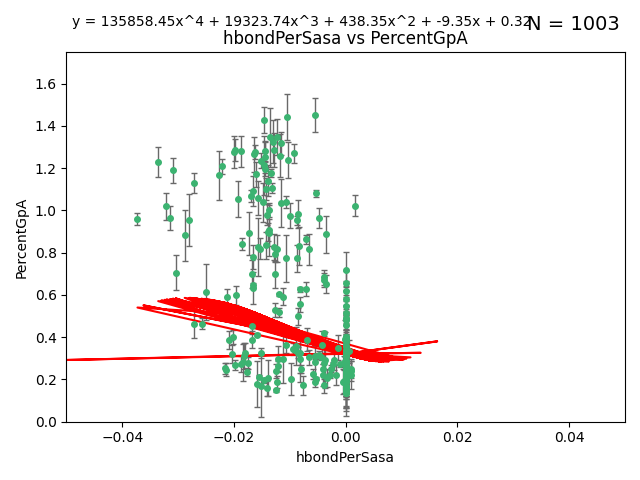 y = 135858.45x^4 + 19323.74x^3 + 438.35x^2 + -9.35x + 0.32
N = 1003
hbondPerSasa vs PercentGpA
1.6
1.4
1.2
1.0
0.8
0.6
0.4
0.2
0.0
PercentGpA
−0.04 −0.02 0.00 0.02 0.04
hbondPerSasa